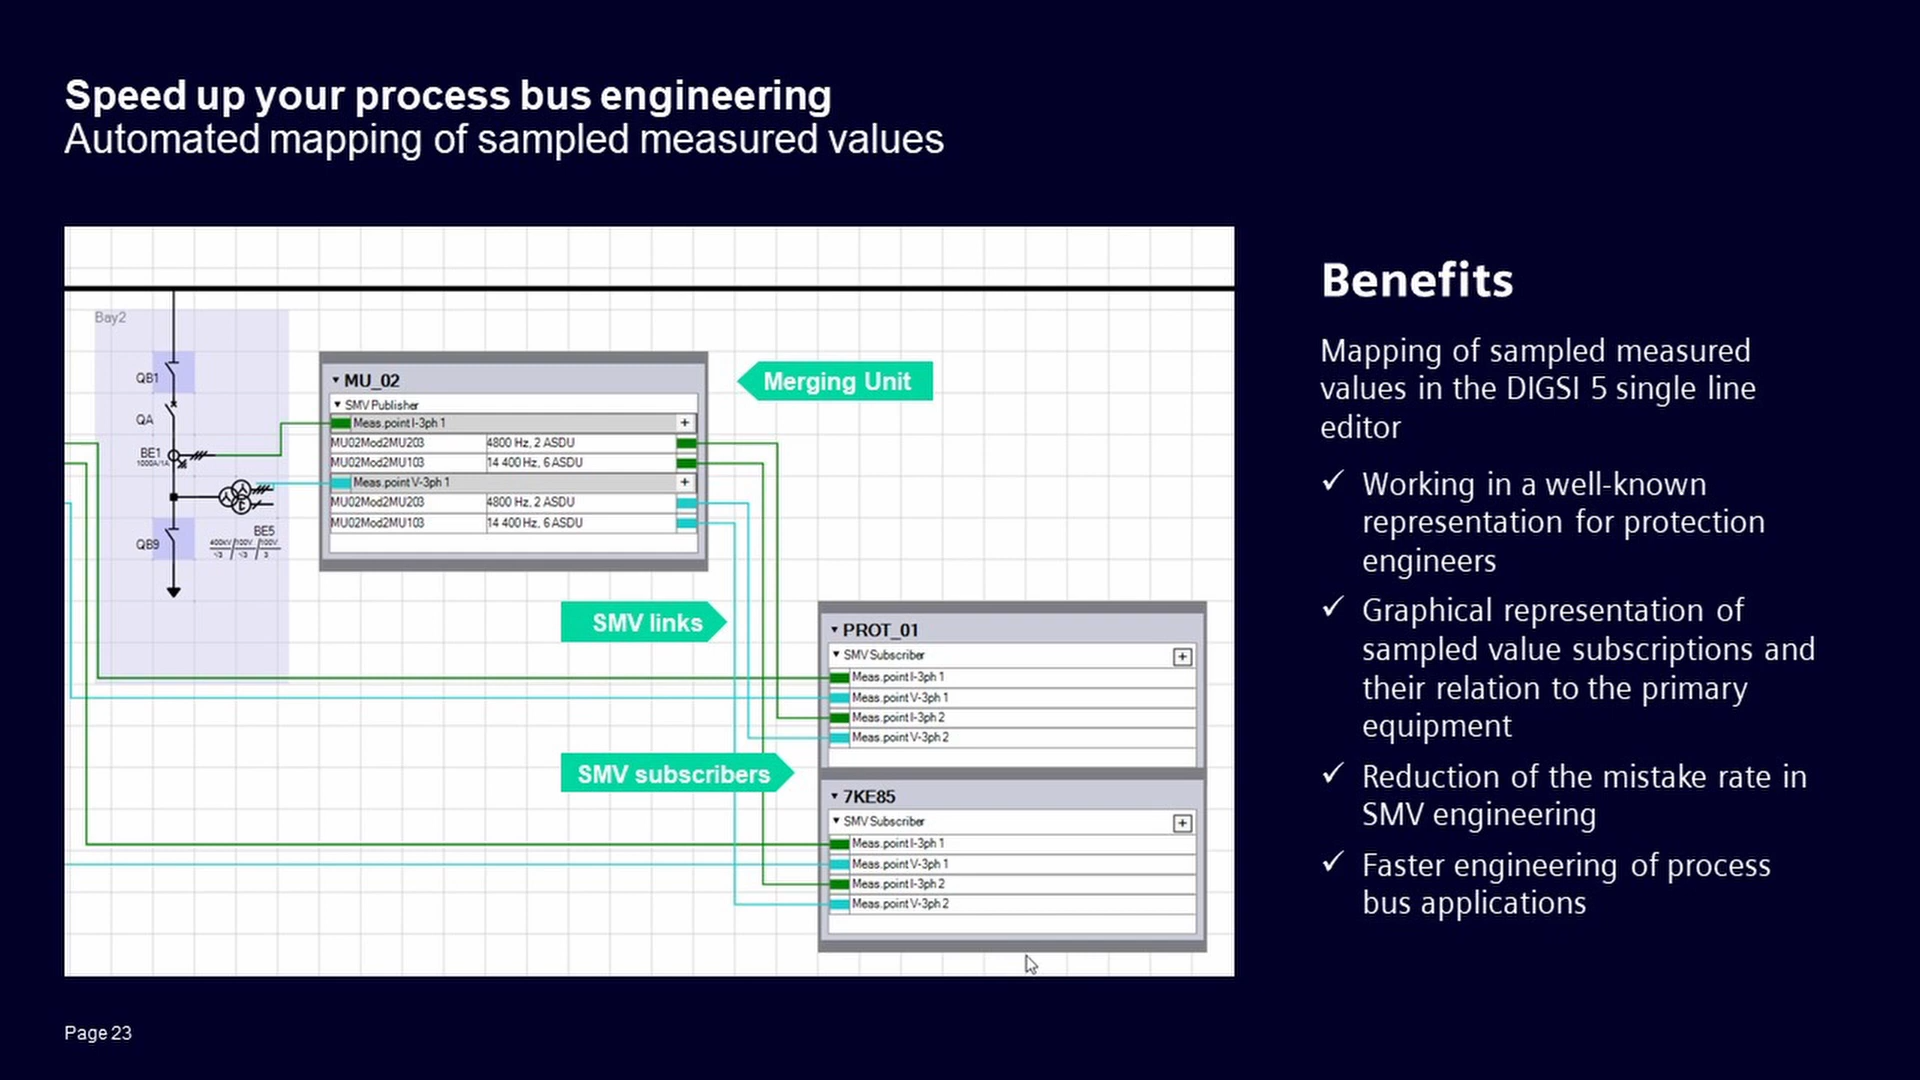 Speed up your process bus engineering
Automated mapping of sampled measured values
Bay2
QB1
QA
BE1
1000A/1A
BE5
QB9
MU_02
SMV Publisher
Meas.point I-3ph 1
+
MU02Mod2MU203 4800 Hz, 2 ASDU
MU02Mod2MU103 14 400 Hz, 6 ASDU
Meas.point V-3ph 1
+
MU02Mod2MU203 4800 Hz, 2 ASDU
MU02Mod2MU103 14 400 Hz, 6 ASDU
Merging Unit
SMV links
SMV subscribers
PROT_01
SMV Subscriber
+
Meas.point I-3ph 1
Meas.point V-3ph 1
Meas.point I-3ph 2
Meas.point V-3ph 2
7KE85
SMV Subscriber
+
Meas.point I-3ph 1
Meas.point V-3ph 1
Meas.point I-3ph 2
Meas.point V-3ph 2
Benefits
Mapping of sampled measured
values in the DIGSI 5 single line
editor
✓ Working in a well-known
representation for protection
engineers
✓ Graphical representation of
sampled value subscriptions and
their relation to the primary
equipment
✓ Reduction of the mistake rate in
SMV engineering
✓ Faster engineering of process
bus applications
Page 23